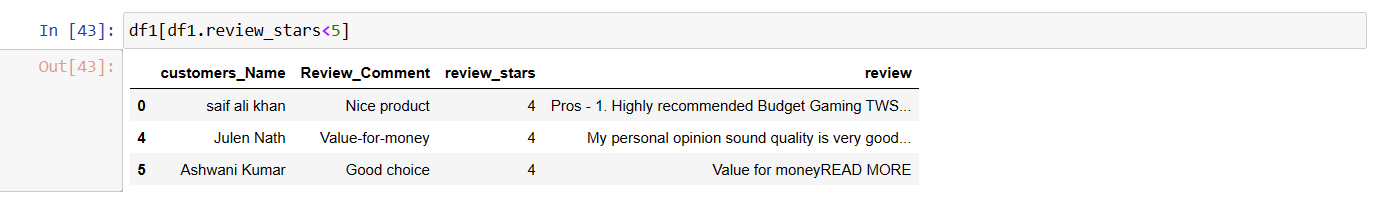 In [43]: df1[df1.review_stars<5]
Out[43]:
customers_Name Review_Comment review_stars review
0 saif ali khan Nice product 4 Pros - 1. Highly recommended Budget Gaming TWS...
4 Julen Nath Value-for-money 4 My personal opinion sound quality is very good...
5 Ashwani Kumar Good choice 4 Value for moneyREAD MORE